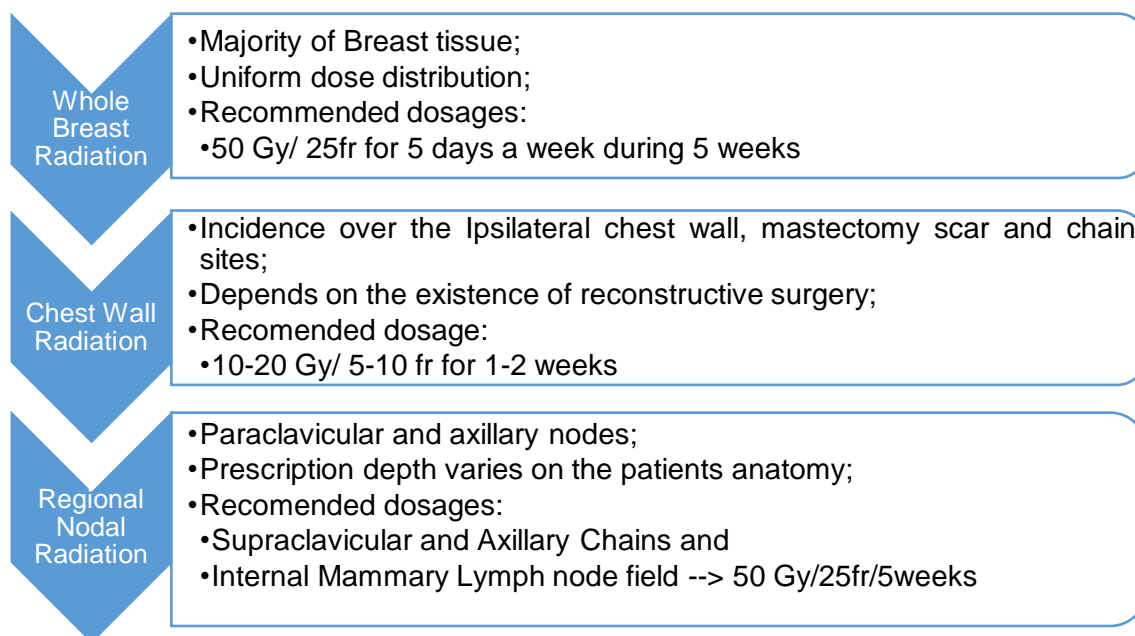 Whole
Breast
Radiation
•Majority of Breast tissue;
•Uniform dose distribution;
•Recommended dosages:
•50 Gy/ 25fr for 5 days a week during 5 weeks
Chest Wall
Radiation
•Incidence over the Ipsilateral chest wall, mastectomy scar and chain
sites;
•Depends on the existence of reconstructive surgery;
•Recomended dosage:
•10-20 Gy/ 5-10 fr for 1-2 weeks
Regional
Nodal
Radiation
•Paraclavicular and axillary nodes;
•Prescription depth varies on the patients anatomy;
•Recomended dosages:
•Supraclavicular and Axillary Chains and
•Internal Mammary Lymph node field --> 50 Gy/25fr/5weeks